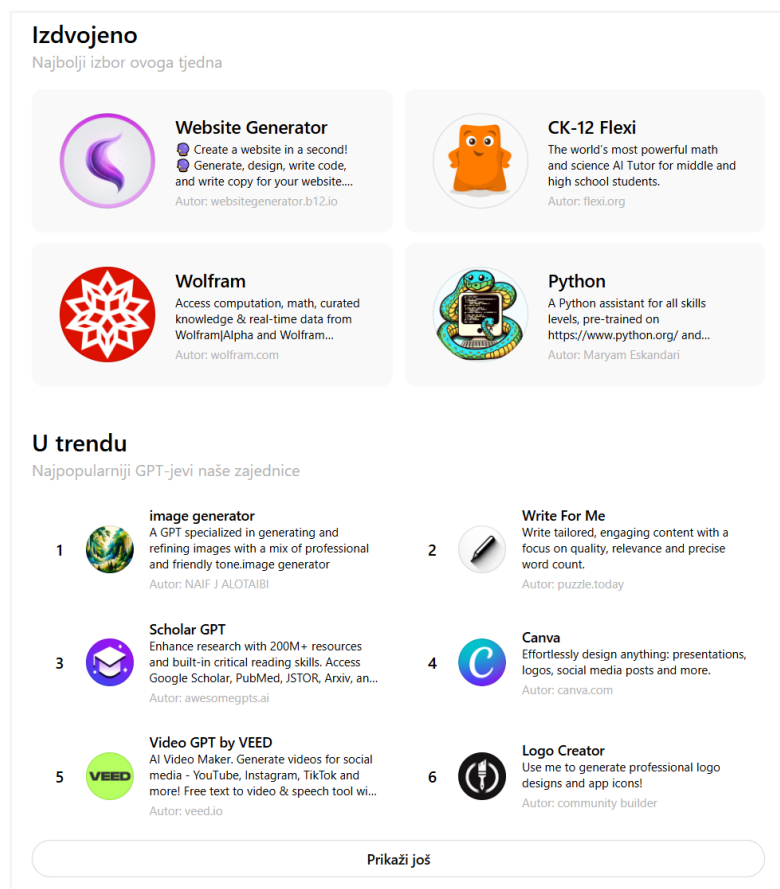 Izdvojeno
Najbolji izbor ovoga tjedna
Website Generator
Create a website in a second!
Generate, design, write code,
and write copy for your website....
Autor: websitegenerator.b12.io
CK-12 Flexi
The world's most powerful math
and science AI Tutor for middle and
high school students.
Autor: flexi.org
Wolfram
Access computation, math, curated
knowledge & real-time data from
Wolfram|Alpha and Wolfram...
Autor: wolfram.com
Python
A Python assistant for all skills
levels, pre-trained on
https://www.python.org/ and...
Autor: Maryam Eskandari
U trendu
Najpopularniji GPT-jevi naše zajednice
1
image generator
A GPT specialized in generating and
refining images with a mix of professional
and friendly tone.image generator
Autor: NAIF J ALOTAIBI
2
Write For Me
Write tailored, engaging content with a
focus on quality, relevance and precise
word count.
Autor: puzzle.today
3
Scholar GPT
Enhance research with 200M+ resources
and built-in critical reading skills. Access
Google Scholar, PubMed, JSTOR, Arxiv, an...
Autor: awesomegpts.ai
4
C
Canva
Effortlessly design anything: presentations,
logos, social media posts and more.
Autor: canva.com
5
VEED
Video GPT by VEED
AI Video Maker. Generate videos for social
media - YouTube, Instagram, TikTok and
more! Free text to video & speech tool wi...
Autor: veed.io
6
Logo Creator
Use me to generate professional logo
designs and app icons!
Autor: community builder
Prikaži još